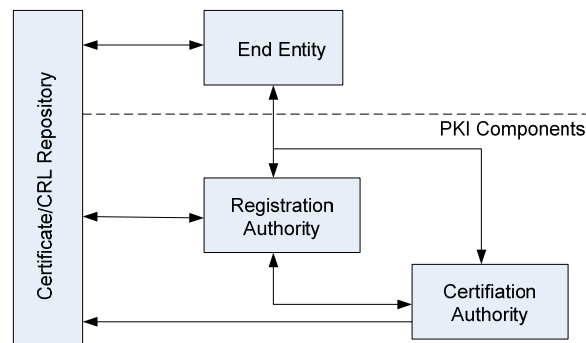 Certificate/CRL Repository
End Entity
PKI Components
Registration
Authority
Certifiation
Authority